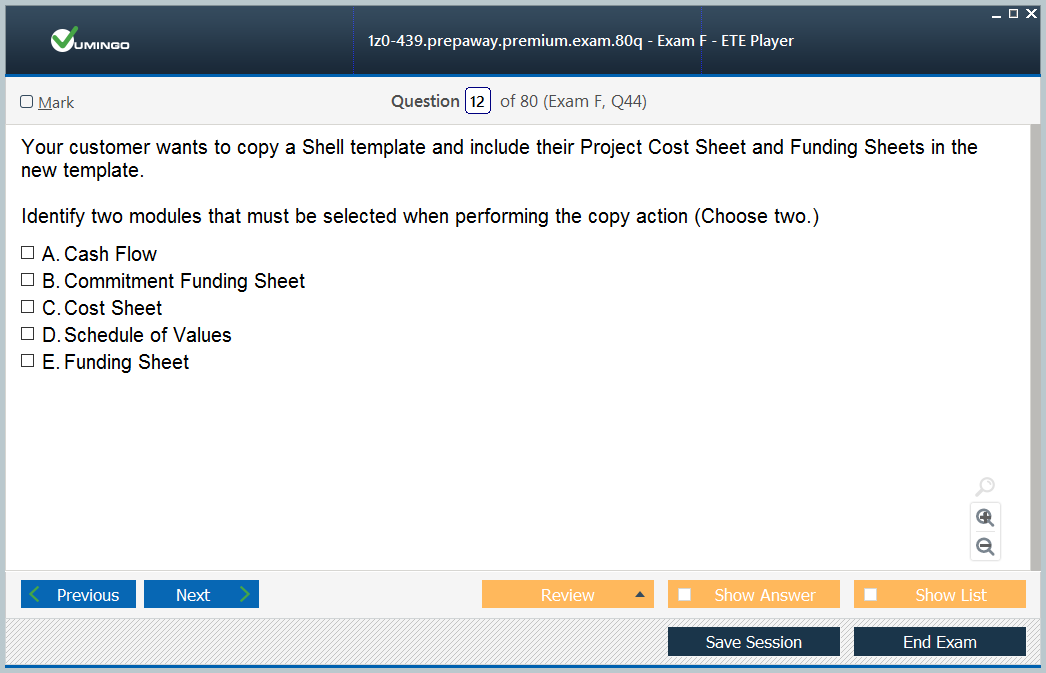 VUMINGO
1z0-439.prepaway.premium.exam.80q - Exam F - ETE Player
Mark
Question 12 of 80 (Exam F, Q44)
Your customer wants to copy a Shell template and include their Project Cost Sheet and Funding Sheets in the
new template.
Identify two modules that must be selected when performing the copy action (Choose two.)
A. Cash Flow
B. Commitment Funding Sheet
C. Cost Sheet
D. Schedule of Values
E. Funding Sheet
Previous
Next
Review
Show Answer
Show List
Save Session
End Exam